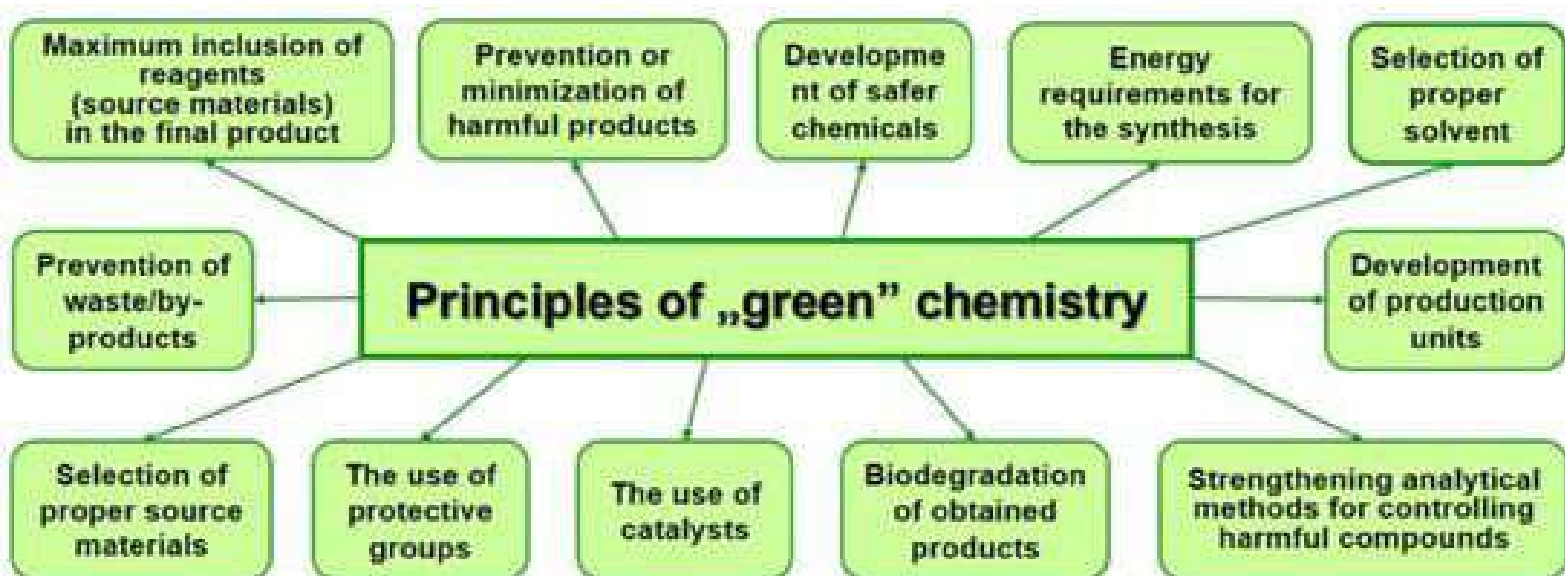 Maximum inclusion of
reagents
(source materials)
in the final product
Prevention or
minimization of
harmful products
Developme
nt of safer
chemicals
Energy
requirements for
the synthesis
Selection of
proper
solvent
Prevention of
waste/by-
products
Principles of „green” chemistry
Development
of production
units
Selection of
proper source
materials
The use of
protective
groups
The use of
catalysts
Biodegradation
of obtained
products
Strengthening analytical
methods for controlling
harmful compounds